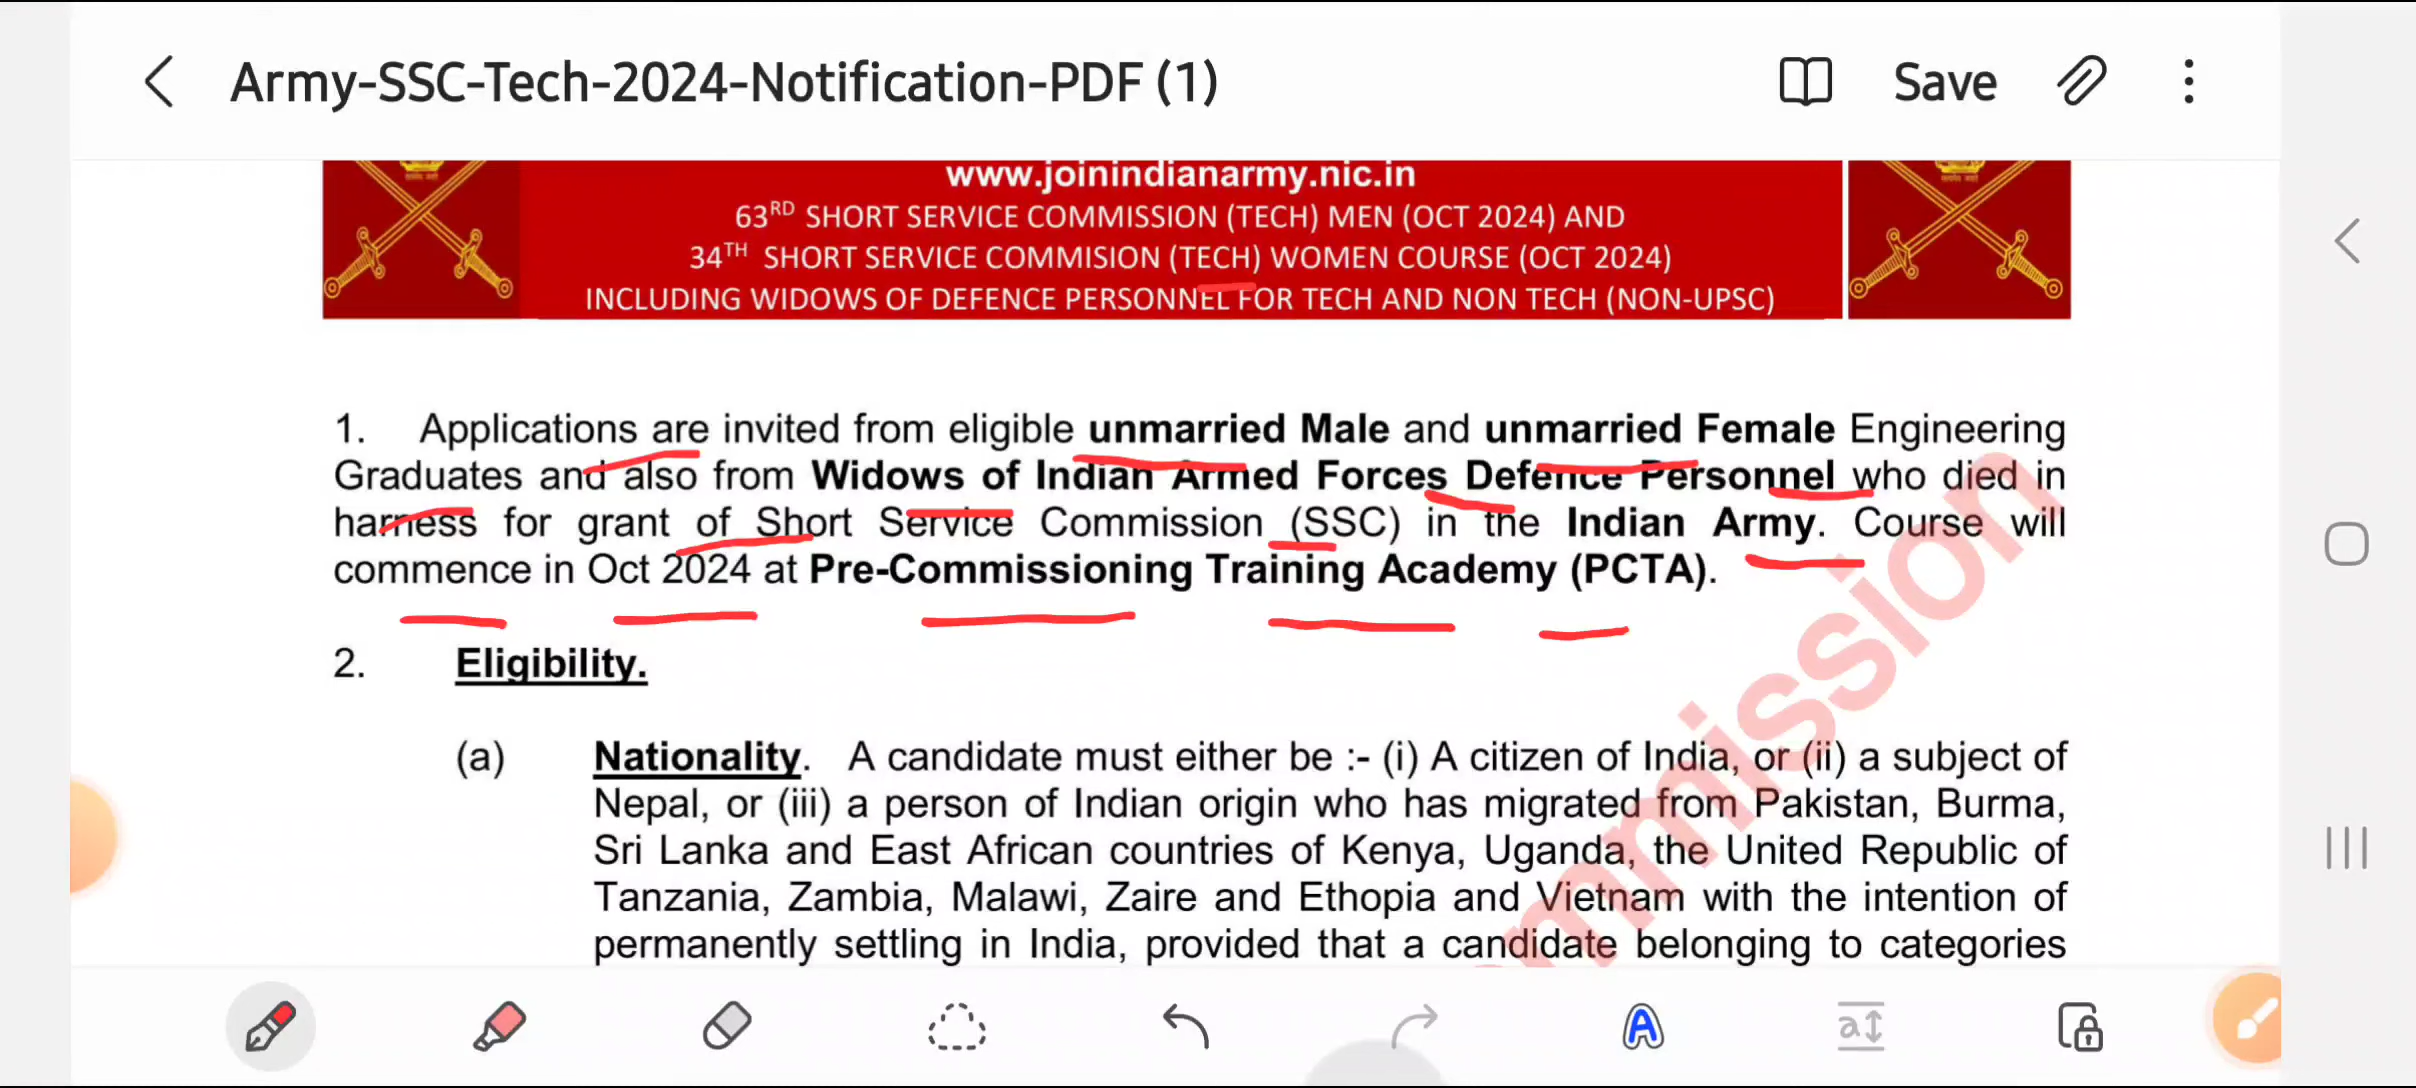 Army-SSC-Tech-2024-Notification-PDF (1)
Save
www.joinindianarmy.nic.in
63RD SHORT SERVICE COMMISSION (TECH) MEN (OCT 2024) AND
34TH SHORT SERVICE COMMISION (TECH) WOMEN COURSE (OCT 2024)
INCLUDING WIDOWS OF DEFENCE PERSONNEL FOR TECH AND NON TECH (NON-UPSC)
1. Applications are invited from eligible unmarried Male and unmarried Female Engineering
Graduates and also from Widows of Indian Armed Forces Defence Personnel who died in
harness for grant of Short Service Commission (SSC) in the Indian Army. Course will
commence in Oct 2024 at Pre-Commissioning Training Academy (PCTA).
2. Eligibility.
(a) Nationality. A candidate must either be :- (i) A citizen of India, or (ii) a subject of
Nepal, or (iii) a person of Indian origin who has migrated from Pakistan, Burma,
Sri Lanka and East African countries of Kenya, Uganda, the United Republic of
Tanzania, Zambia, Malawi, Zaire and Ethopia and Vietnam with the intention of
permanently settling in India, provided that a candidate belonging to categories
mmission
A
a